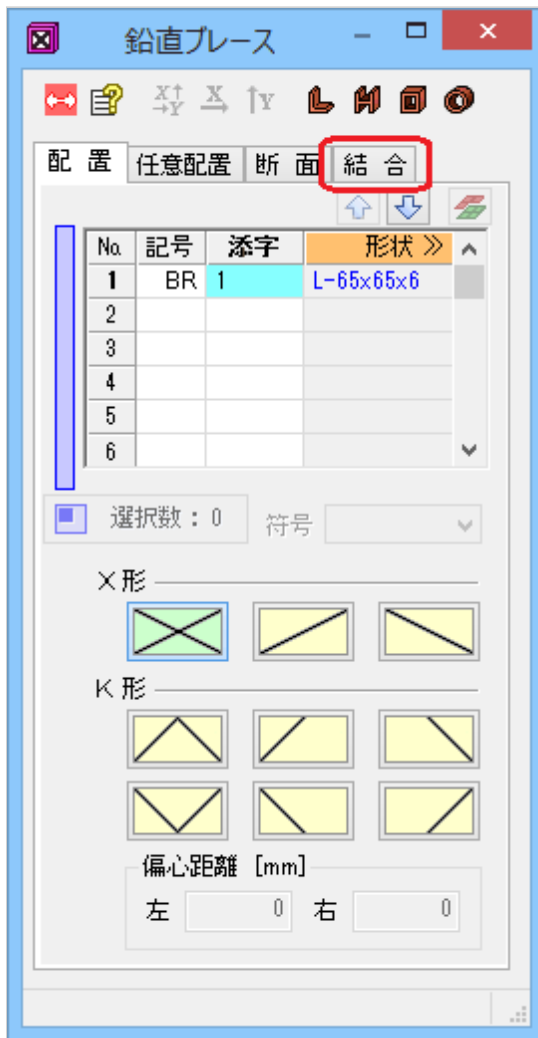 鉛直ブレース
配 置 任意配置 断 面 結 合
No. 記号 添字 形状 ≫
1 BR 1 L-65x65x6
2
3
4
5
6
選択数：0 符号
X形
K形
偏心距離 [mm]
左 0 右 0